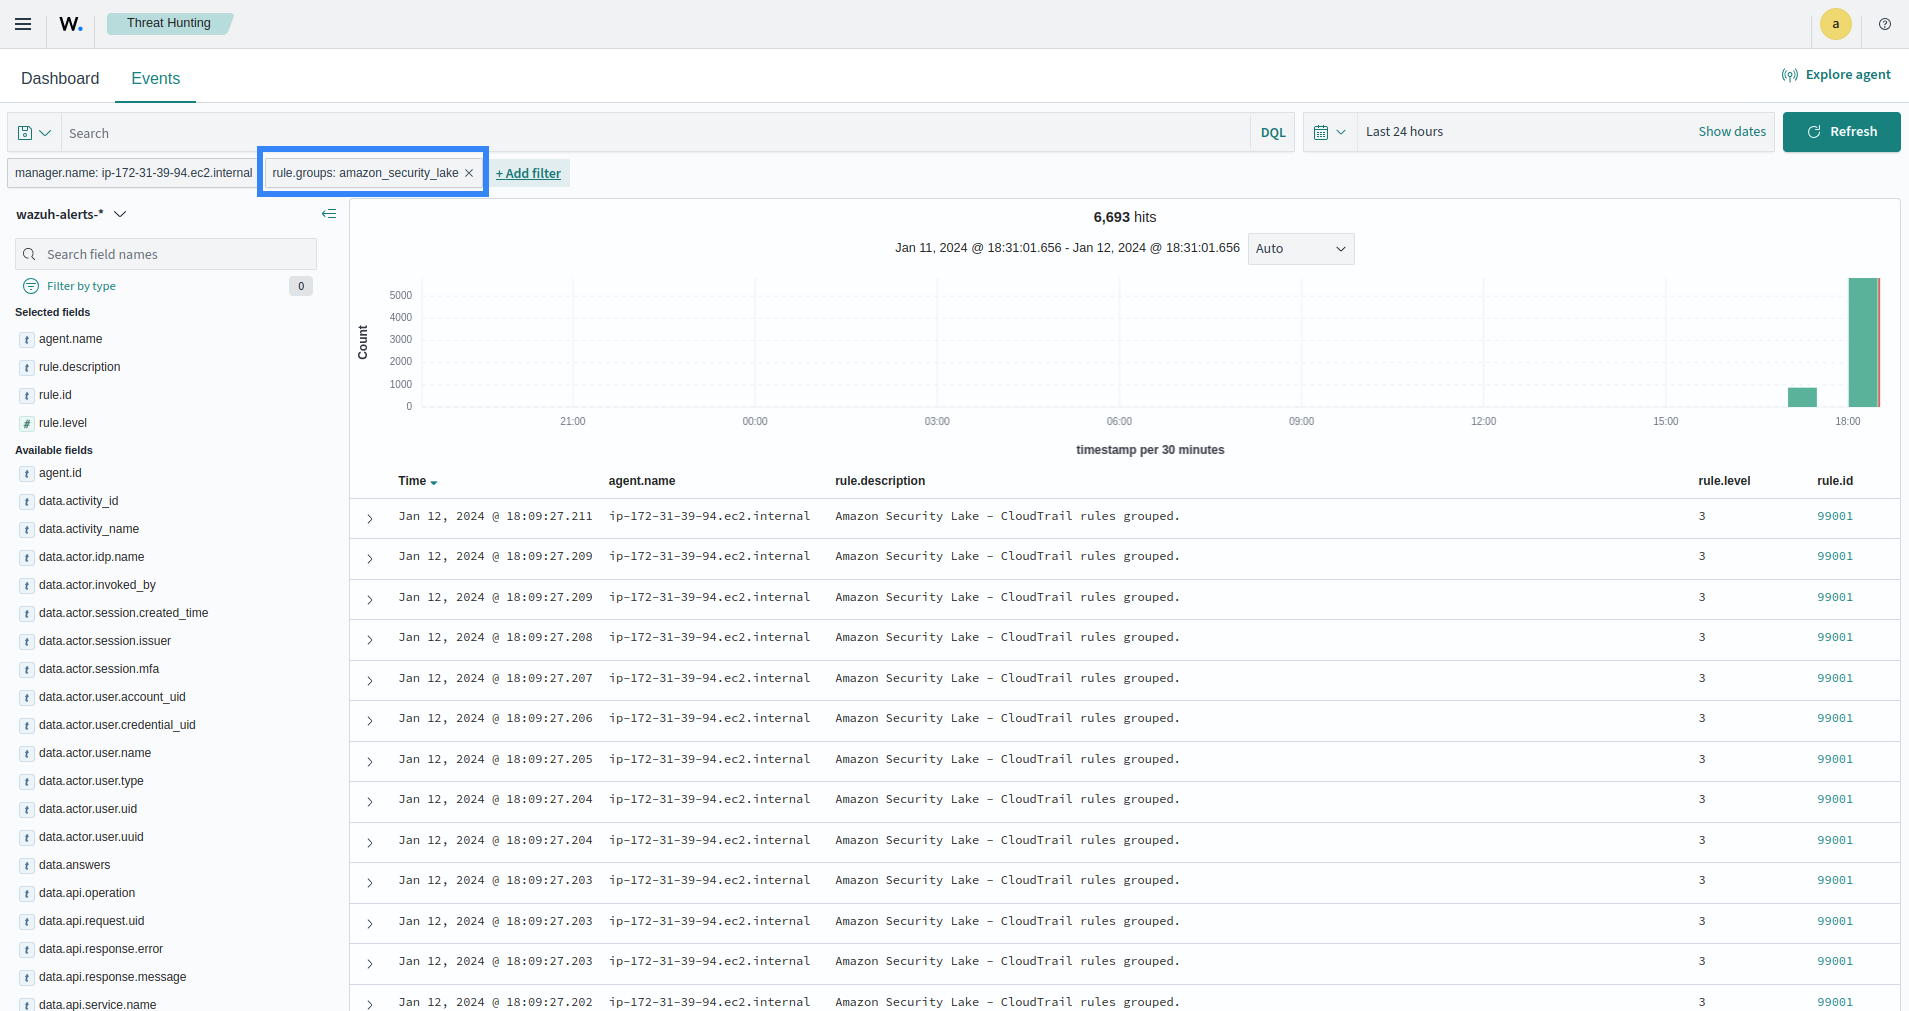 W. Threat Hunting a
Dashboard Events Explore agent
Search DQL Last 24 hours Show dates Refresh
manager.name: ip-172-31-39-94.ec2.internal rule.groups: amazon_security_lake × + Add filter
wazuh-alerts-*
6,693 hits
Jan 11, 2024 @ 18:31:01.656 - Jan 12, 2024 @ 18:31:01.656 Auto
Search field names
Filter by type 0
Selected fields
t agent.name
t rule.description
t rule.id
# rule.level
Available fields
t agent.id
t data.activity_id
t data.activity_name
t data.actor.idp.name
t data.actor.invoked_by
t data.actor.session.created_time
t data.actor.session.issuer
t data.actor.session.mfa
t data.actor.user.account_uid
t data.actor.user.credential_uid
t data.actor.user.name
t data.actor.user.type
t data.actor.user.uid
t data.actor.user.uuid
t data.answers
t data.api.operation
t data.api.request.uid
t data.api.response.error
t data.api.response.message
t data.api.service.name
Count
5000
4000
3000
2000
1000
0
21:00 00:00 03:00 06:00 09:00 12:00 15:00 18:00
timestamp per 30 minutes
Time agent.name rule.description rule.level rule.id
Jan 12, 2024 @ 18:09:27.211 ip-172-31-39-94.ec2.internal Amazon Security Lake - CloudTrail rules grouped. 3 99001
Jan 12, 2024 @ 18:09:27.209 ip-172-31-39-94.ec2.internal Amazon Security Lake - CloudTrail rules grouped. 3 99001
Jan 12, 2024 @ 18:09:27.209 ip-172-31-39-94.ec2.internal Amazon Security Lake - CloudTrail rules grouped. 3 99001
Jan 12, 2024 @ 18:09:27.208 ip-172-31-39-94.ec2.internal Amazon Security Lake - CloudTrail rules grouped. 3 99001
Jan 12, 2024 @ 18:09:27.207 ip-172-31-39-94.ec2.internal Amazon Security Lake - CloudTrail rules grouped. 3 99001
Jan 12, 2024 @ 18:09:27.206 ip-172-31-39-94.ec2.internal Amazon Security Lake - CloudTrail rules grouped. 3 99001
Jan 12, 2024 @ 18:09:27.205 ip-172-31-39-94.ec2.internal Amazon Security Lake - CloudTrail rules grouped. 3 99001
Jan 12, 2024 @ 18:09:27.204 ip-172-31-39-94.ec2.internal Amazon Security Lake - CloudTrail rules grouped. 3 99001
Jan 12, 2024 @ 18:09:27.204 ip-172-31-39-94.ec2.internal Amazon Security Lake - CloudTrail rules grouped. 3 99001
Jan 12, 2024 @ 18:09:27.203 ip-172-31-39-94.ec2.internal Amazon Security Lake - CloudTrail rules grouped. 3 99001
Jan 12, 2024 @ 18:09:27.203 ip-172-31-39-94.ec2.internal Amazon Security Lake - CloudTrail rules grouped. 3 99001
Jan 12, 2024 @ 18:09:27.203 ip-172-31-39-94.ec2.internal Amazon Security Lake - CloudTrail rules grouped. 3 99001
Jan 12, 2024 @ 18:09:27.202 ip-172-31-39-94.ec2.internal Amazon Security Lake - CloudTrail rules grouped. 3 99001